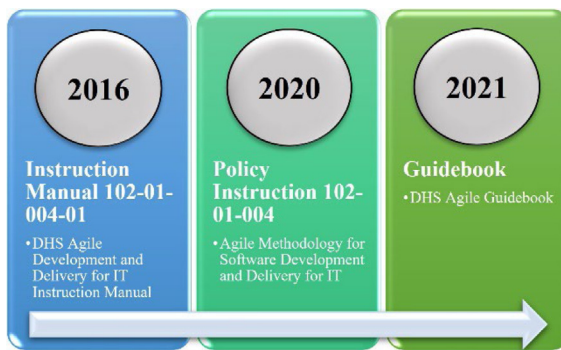 2016
Instruction
Manual 102-01-
004-01
•DHS Agile
Development and
Delivery for IT
Instruction Manual
2020
Policy
Instruction 102-
01-004
•Agile Methodology for
Software Development
and Delivery for IT
2021
Guidebook
•DHS Agile Guidebook